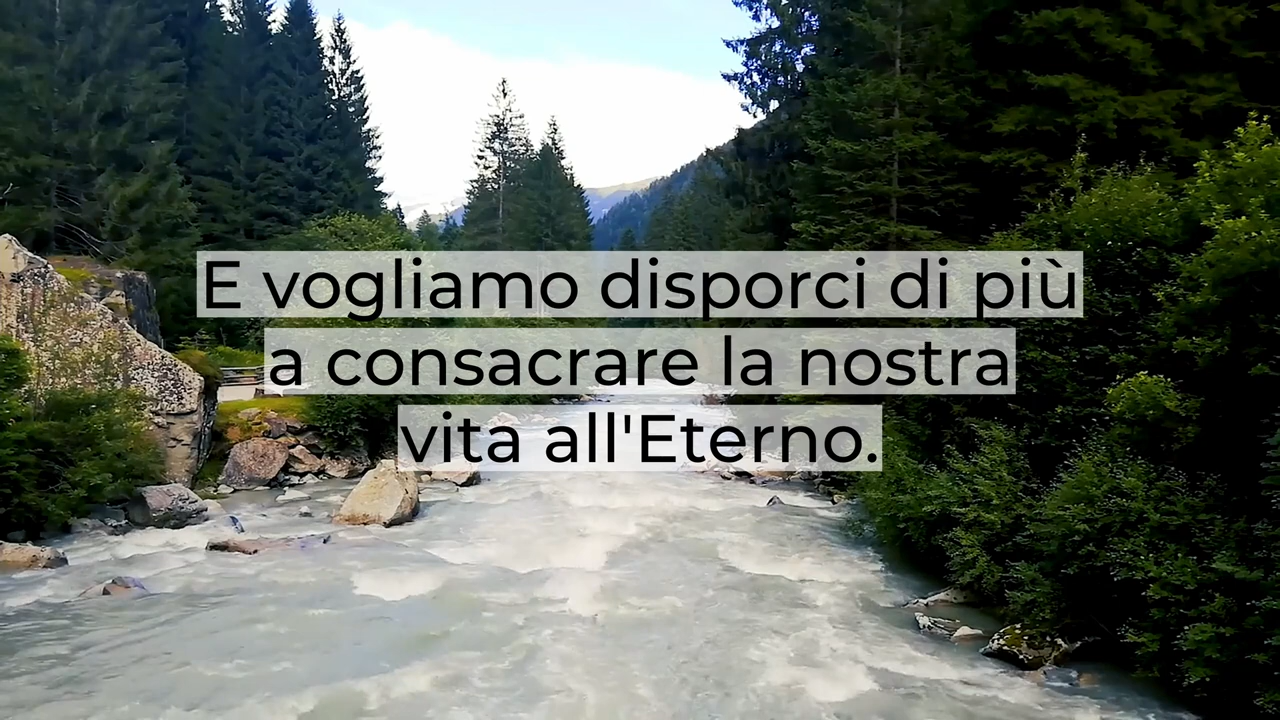 E vogliamo disporci di più
a consacrare la nostra
vita all'Eterno.